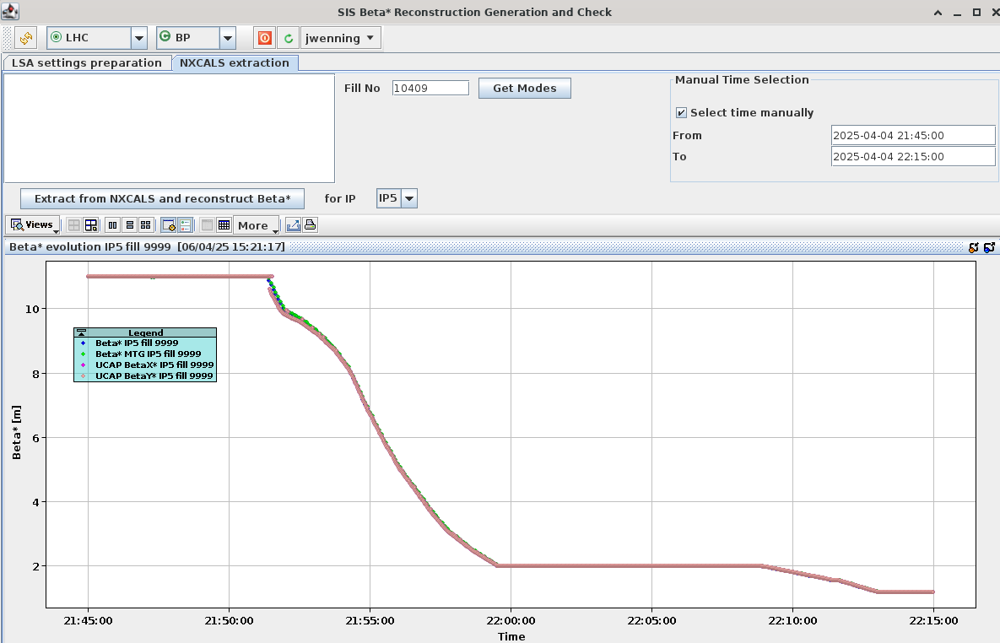 SIS Beta* Reconstruction Generation and Check
LHC BP jwenning
LSA settings preparation NXCALS extraction
Fill No 10409 Get Modes
Manual Time Selection
Select time manually
From 2025-04-04 21:45:00
To 2025-04-04 22:15:00
Extract from NXCALS and reconstruct Beta* for IP IP5
Views More
Beta* evolution IP5 fill 9999 [06/04/25 15:21:17]
Legend
Beta* IP5 fill 9999
Beta* MTG IP5 fill 9999
UCAP BetaX* IP5 fill 9999
UCAP BetaY* IP5 fill 9999
Beta* [m]
10
8
6
4
2
21:45:00 21:50:00 21:55:00 22:00:00 22:05:00 22:10:00 22:15:00
Time